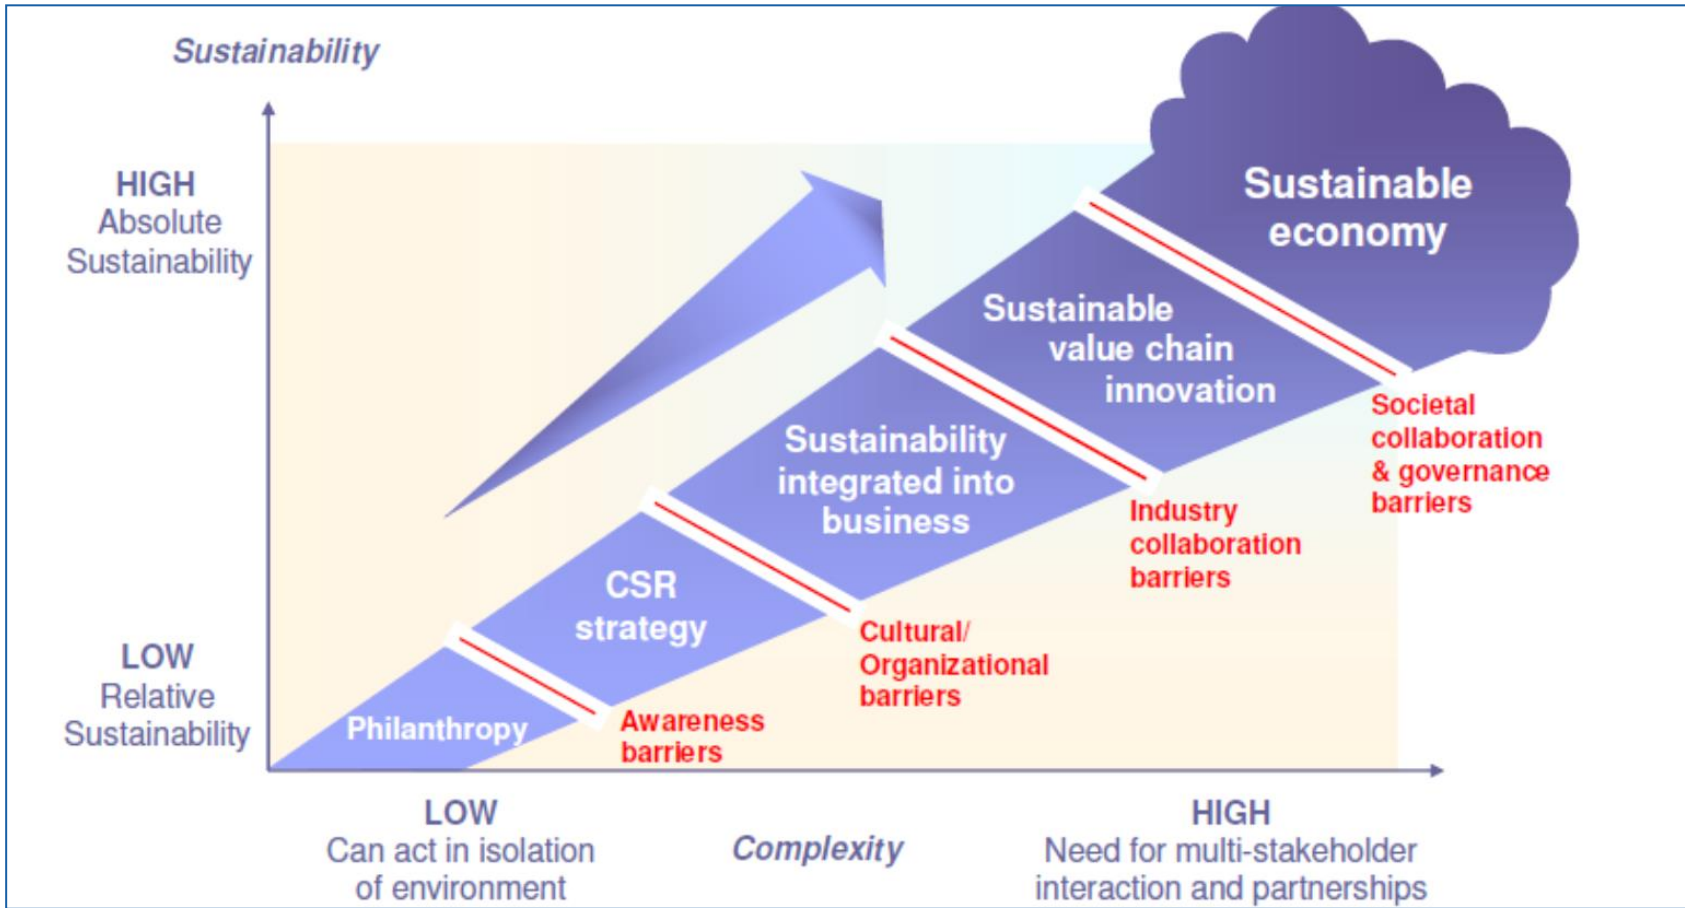 Sustainability
HIGH
Absolute
Sustainability
Sustainable
economy
Sustainable
value chain
innovation
Societal
collaboration
& governance
barriers
Sustainability
integrated into
business
Industry
collaboration
barriers
CSR
strategy
Cultural/
Organizational
barriers
LOW
Relative
Sustainability
Philanthropy
Awareness
barriers
LOW
Can act in isolation
of environment
Complexity
HIGH
Need for multi-stakeholder
interaction and partnerships